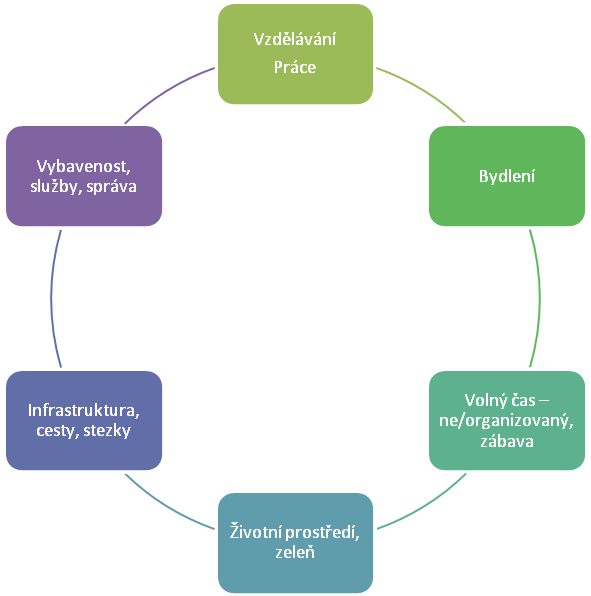 Vzdělávání
Práce
Bydlení
Volný čas –
ne/organizovaný,
zábava
Životní prostředí,
zeleň
Infrastruktura,
cesty, stezky
Vybavenost,
služby, správa